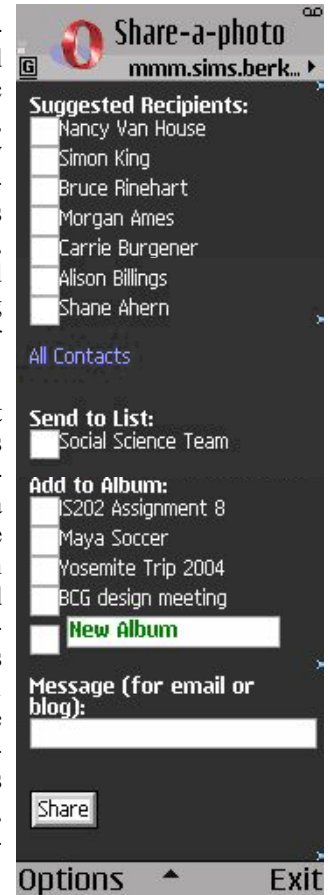 Share-a-photo
G mmm.sims.berk...
Suggested Recipients:
Nancy Van House
Simon King
Bruce Rinehart
Morgan Ames
Carrie Burgener
Alison Billings
Shane Ahern
All Contacts
Send to List:
Social Science Team
Add to Album:
IS202 Assignment 8
Maya Soccer
Yosemite Trip 2004
BCG design meeting
New Album
Message (for email or
blog):
Share
Options Exit